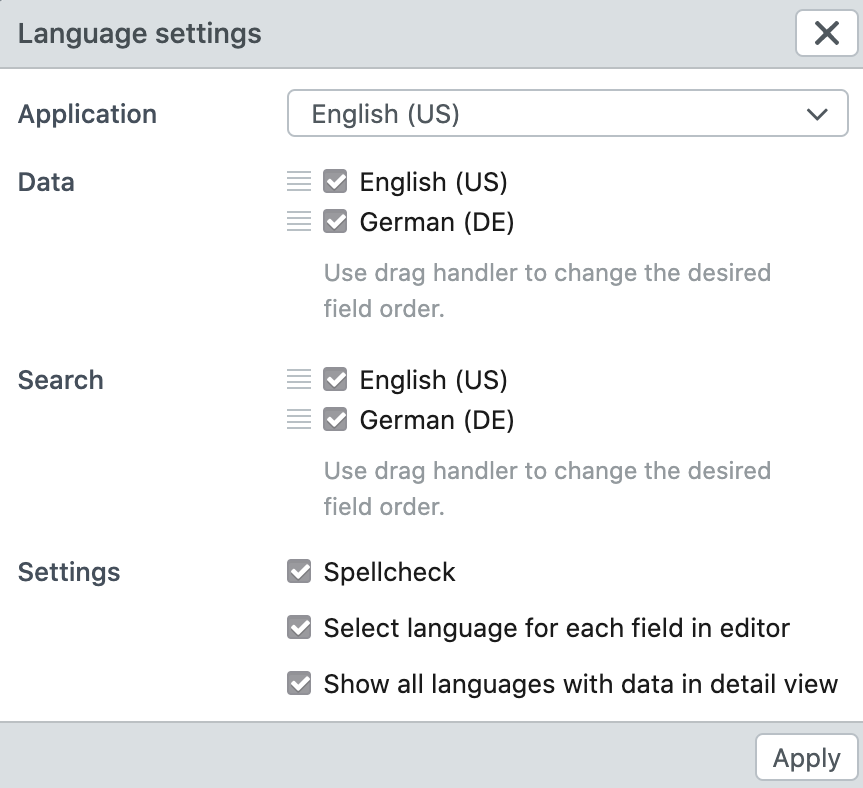 Language settings
Application
English (US)
Data
English (US)
German (DE)
Use drag handler to change the desired
field order.
Search
English (US)
German (DE)
Use drag handler to change the desired
field order.
Settings
Spellcheck
Select language for each field in editor
Show all languages with data in detail view
Apply